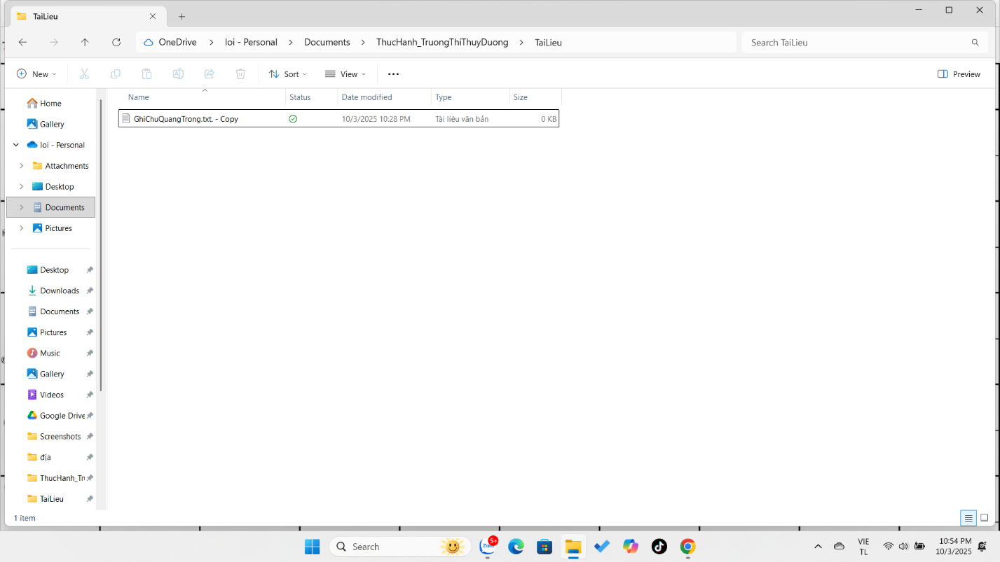 TaiLieu
OneDrive
loi - Personal
Documents
ThucHanh_TruongThiThuyDuong
TaiLieu
Search TaiLieu
New
Sort
View
Preview
Name
Status
Date modified
Type
Size
GhiChuQuangTrong.txt. - Copy
10/3/2025 10:28 PM
Tài liệu văn bản
0 KB
Home
Gallery
loi - Personal
Attachments
Desktop
Documents
Pictures
Desktop
Downloads
Documents
Pictures
Music
Gallery
Videos
Google Drive
Screenshots
địa
ThucHanh_Tru
TaiLieu
1 item
Search
Zalo
5+
VIE
TL
10:54 PM
10/3/2025